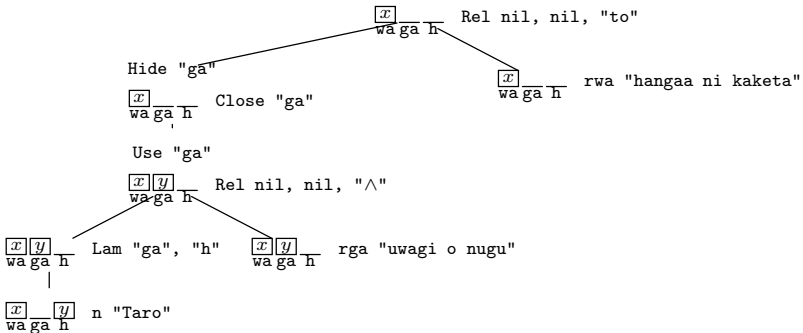 x Rel nil, nil, "to"
wa ga h
Hide "ga"
x rwa "hangaa ni kaketa"
wa ga h
x Close "ga"
wa ga h
Use "ga"
x y Rel nil, nil, "∧"
wa ga h
x y Lam "ga", "h" x y rga "uwagi o nugu"
wa ga h wa ga h
x y n "Taro"
wa ga h